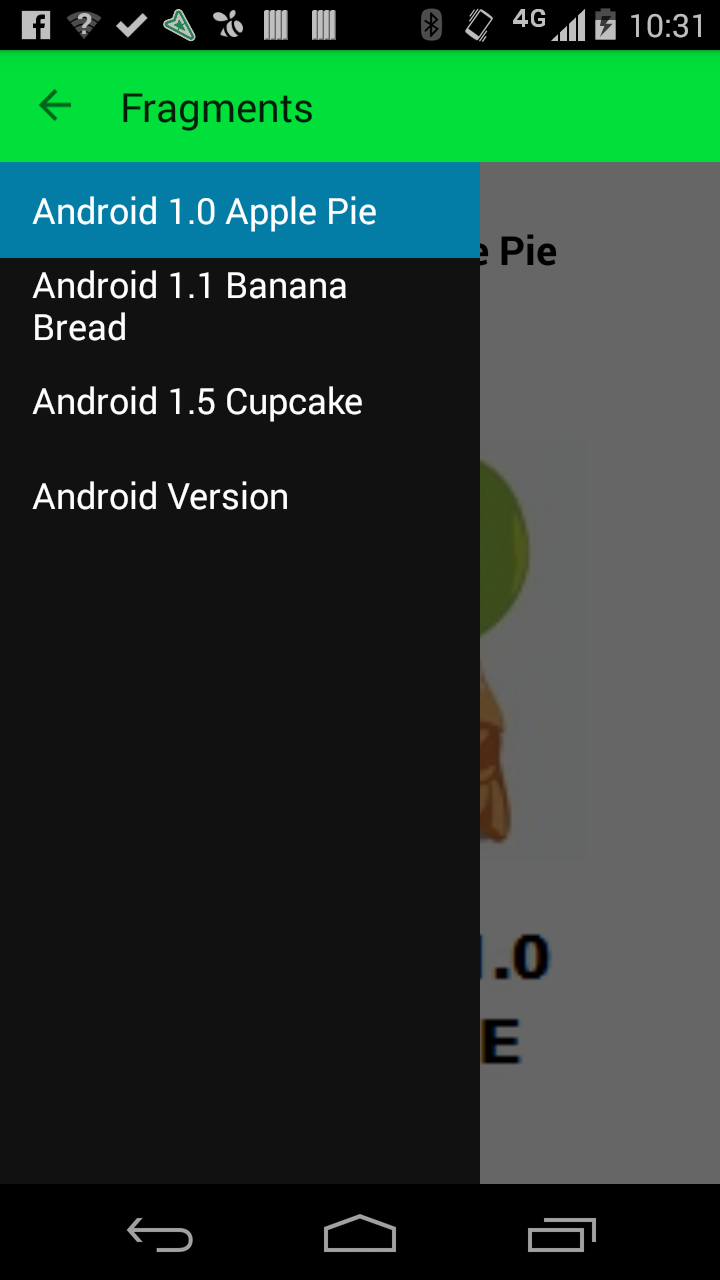 4G 10:31
Fragments
Android 1.0 Apple Pie
e Pie
Android 1.1 Banana
Bread
Android 1.5 Cupcake
Android Version
1.0
E